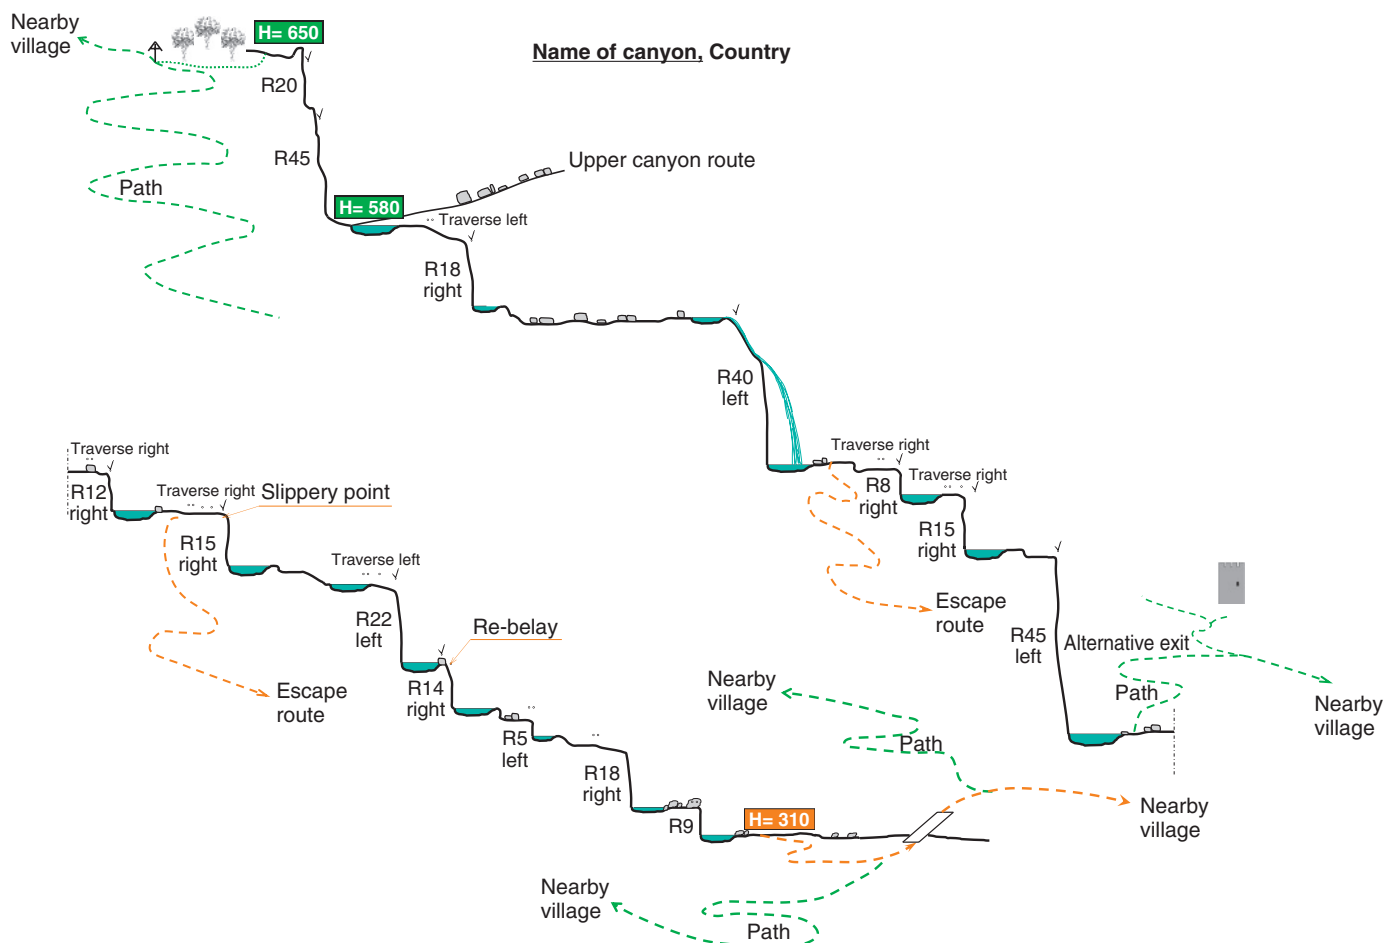 Nearby
village
H= 650
Name of canyon, Country
R20
R45
Path
Upper canyon route
H= 580
Traverse left
R18
right
R40
left
Traverse right
R8
right
Traverse right
R15
right
Escape
route
R45
left
Alternative exit
Path
Nearby
village
Traverse right
R12
right
Traverse right
Slippery point
R15
right
Escape
route
Traverse left
R22
left
Re-belay
R14
right
R5
left
R18
right
R9
H= 310
Nearby
village
Path
Nearby
village
Nearby
village
Path